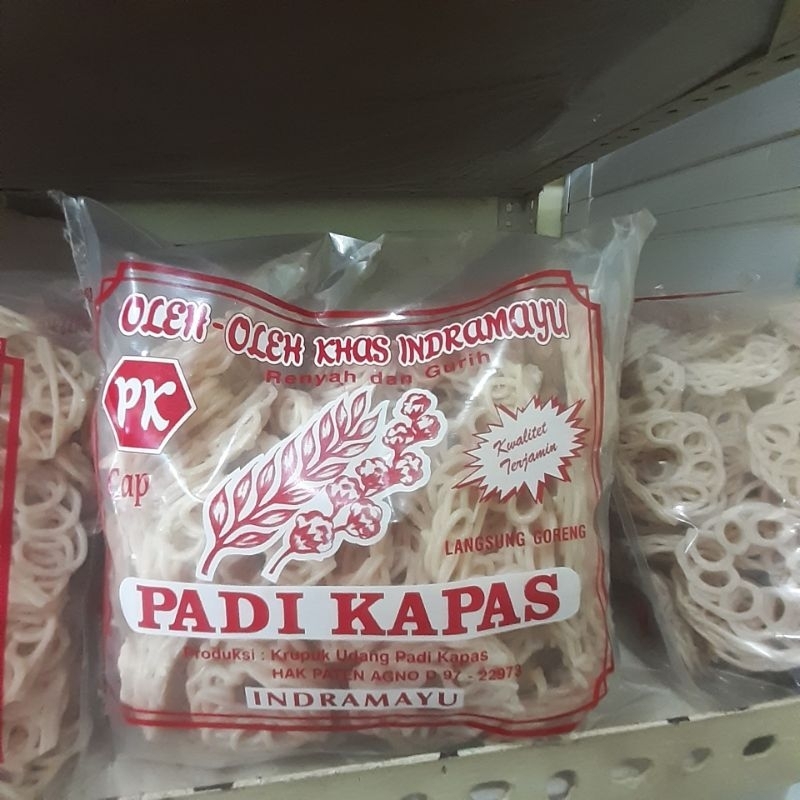 OLEH-OLEH KHAS INDRAMAYU
Renyah dan Gurih
PK
Cap
Kwalitet
Terjamin
LANGSUNG GORENG
PADI KAPAS
Produksi : Krupuk Udang Padi Kapas
HAK PATEN AGNO D 97 - 22973
INDRAMAYU